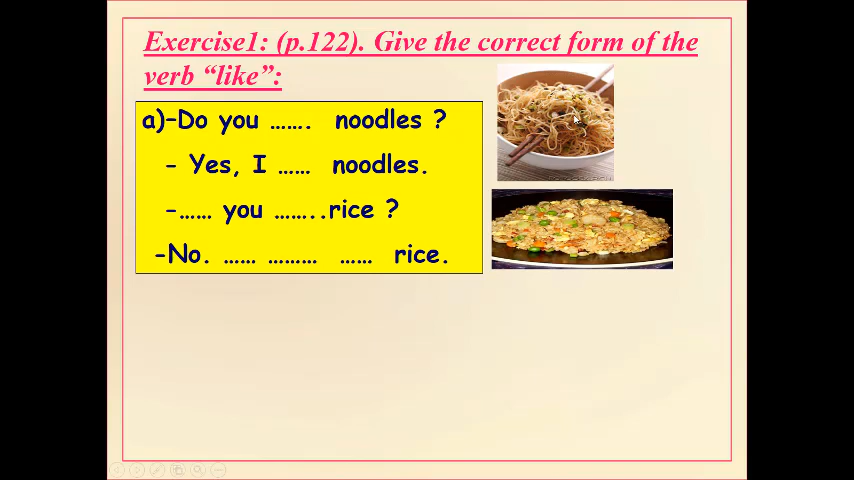 Exercise1: (p.122). Give the correct form of the
verb “like”:
a)-Do you ……. noodles ?
- Yes, I …… noodles.
-…… you ……..rice ?
-No. …… ……… …… rice.